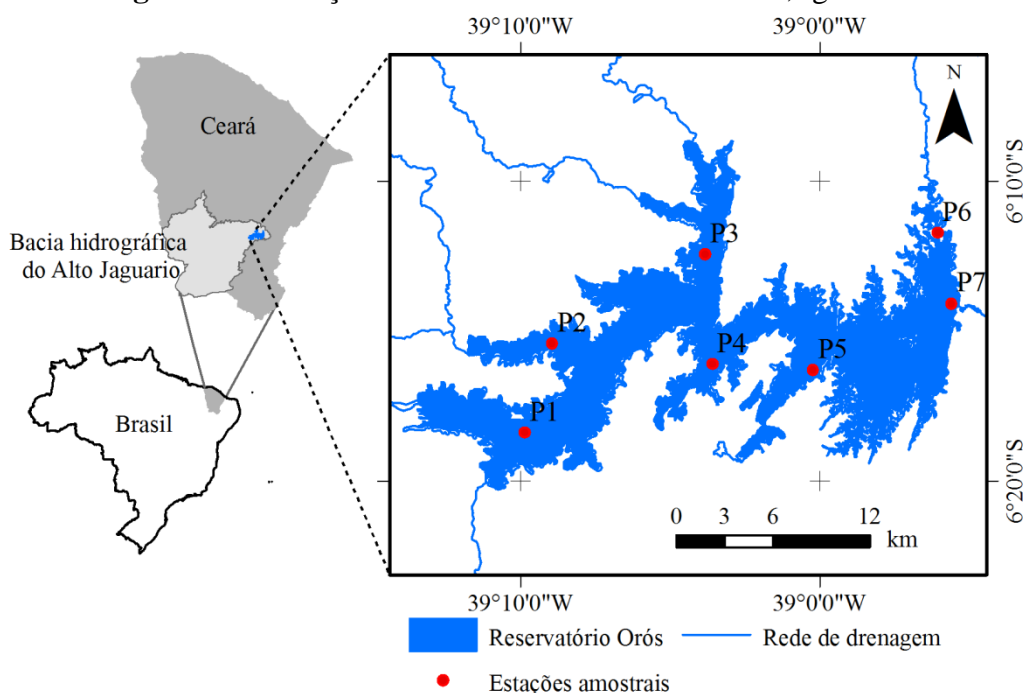 39°10'0"W
39°0'0"W
N
Ceará
6°10'0"S
P6
P3
Bacia hidrográfica
do Alto Jaguario
P7
P2
P4
P5
P1
Brasil
6°20'0"S
0 3 6 12
km
39°10'0"W
39°0'0"W
Reservatório Orós
Rede de drenagem
Estações amostrais